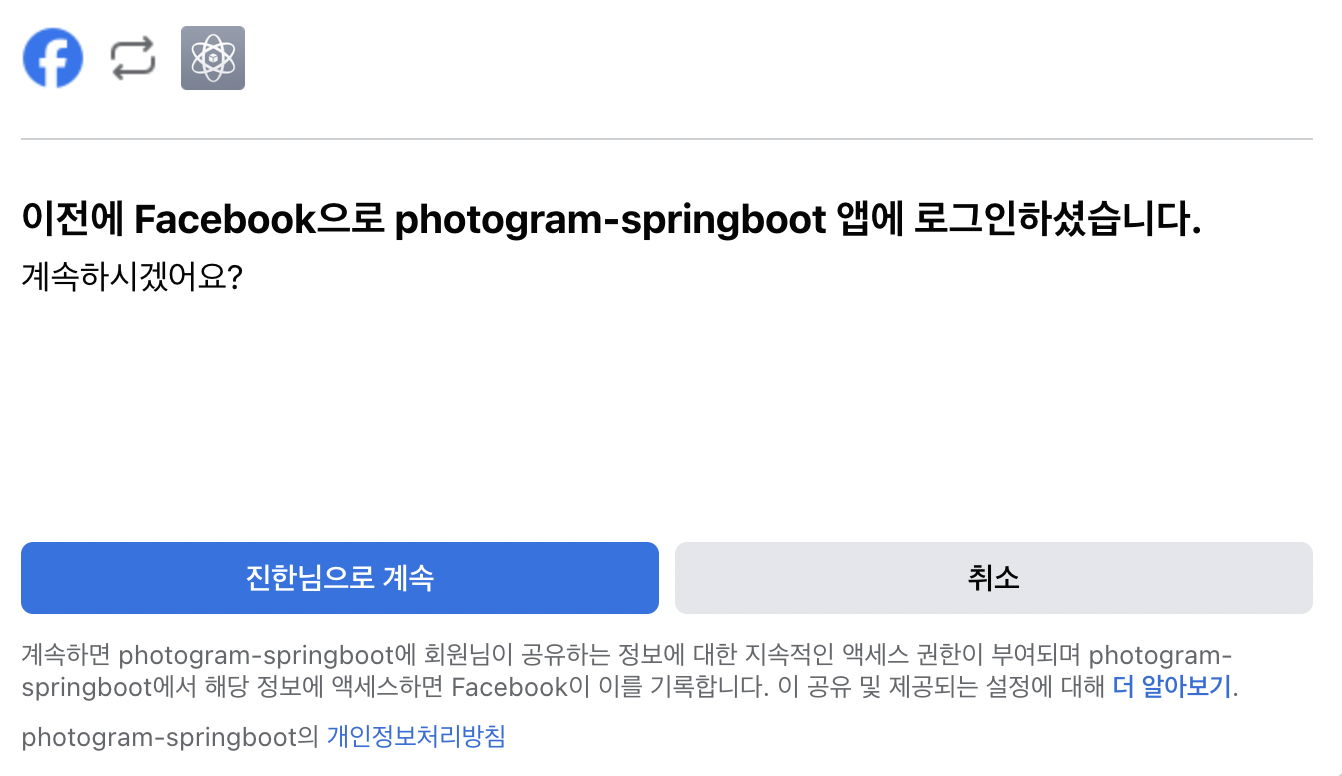 이전에 Facebook으로 photogram-springboot 앱에 로그인하셨습니다.
계속하시겠어요?
진한님으로 계속
취소
계속하면 photogram-springboot에 회원님이 공유하는 정보에 대한 지속적인 액세스 권한이 부여되며 photogram-
springboot에서 해당 정보에 액세스하면 Facebook이 이를 기록합니다. 이 공유 및 제공되는 설정에 대해 더 알아보기.
photogram-springboot의 개인정보처리방침